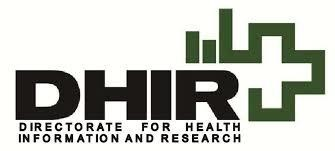 DHIR
DIRECTORATE FOR HEALTH
INFORMATION AND RESEARCH